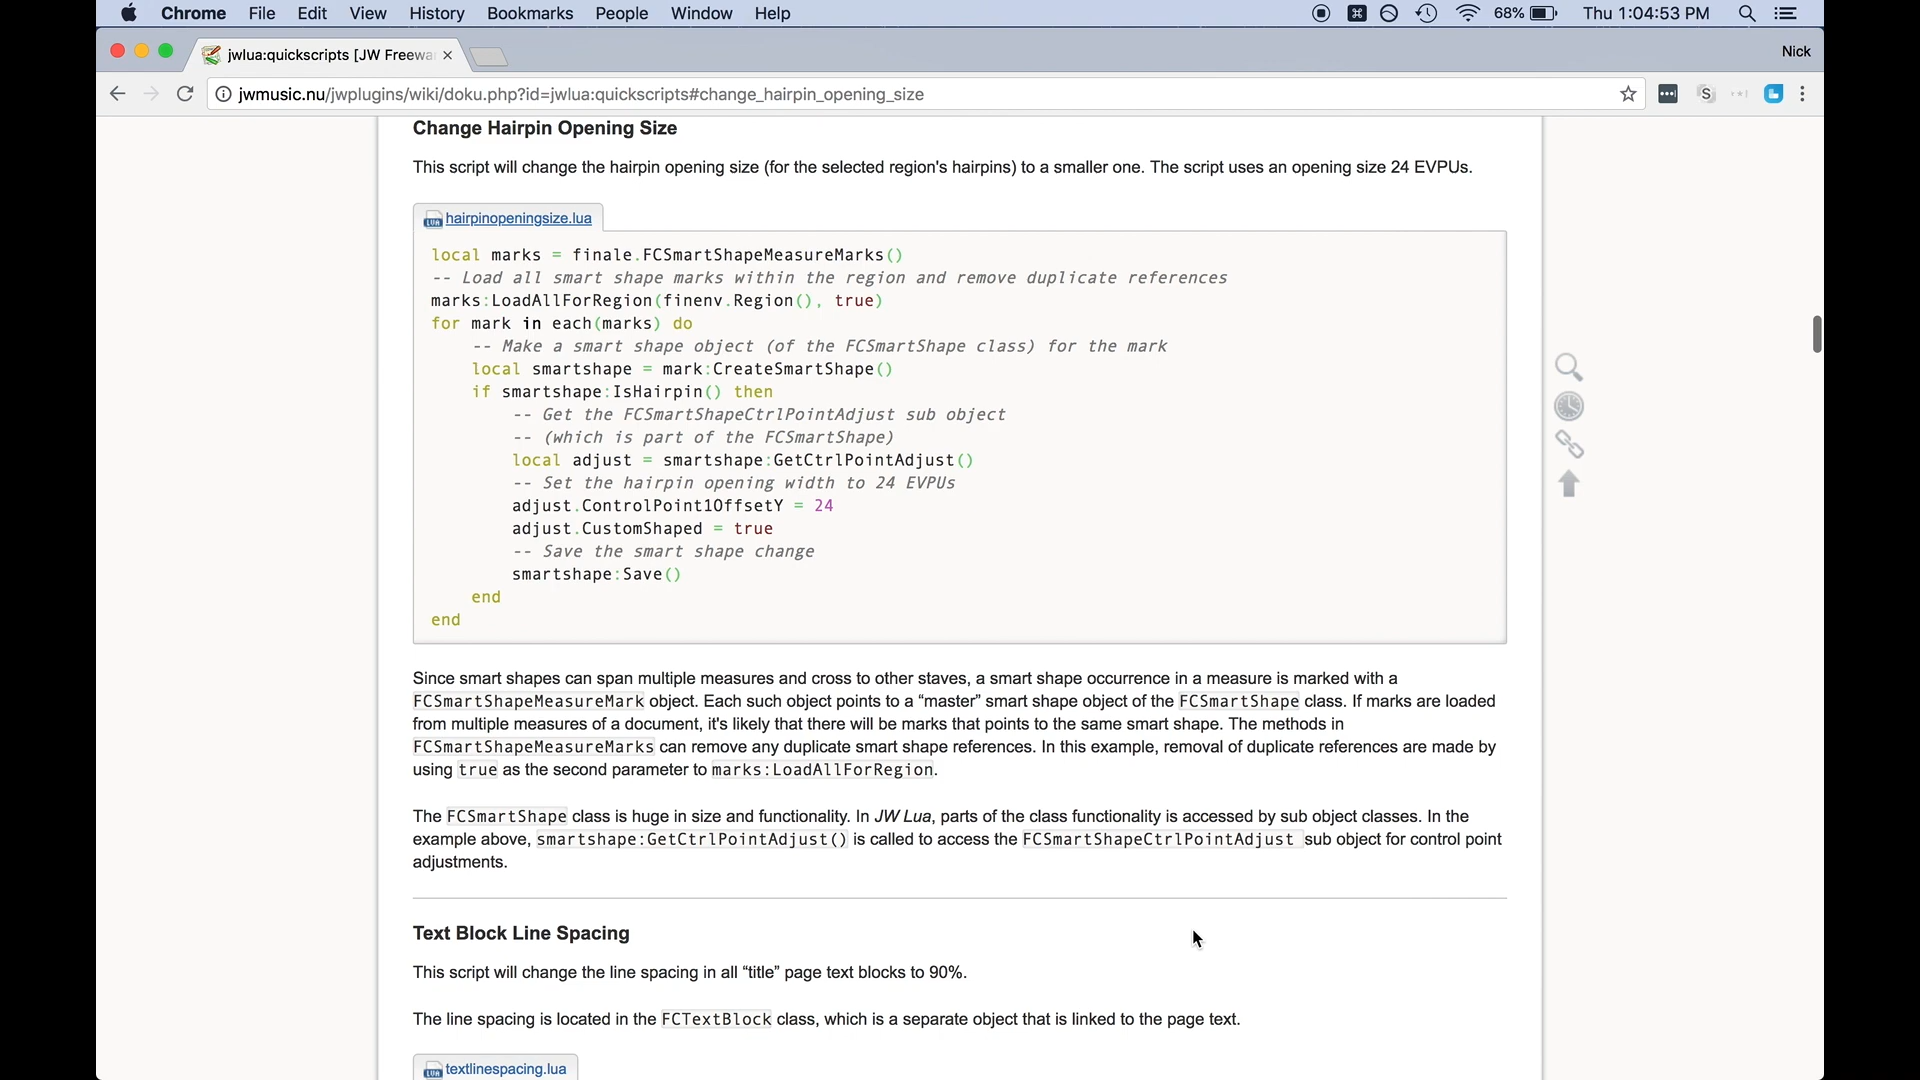 Chrome File Edit View History Bookmarks People Window Help 68% Thu 1:04:53 PM
jwlua:quickscripts [JW Freewa Nick
jwmusic.nu/jwplugins/wiki/doku.php?id=jwlua:quickscripts#change_hairpin_opening_size
Change Hairpin Opening Size
This script will change the hairpin opening size (for the selected region's hairpins) to a smaller one. The script uses an opening size 24 EVPUs.
hairpinopeningsize.lua
local marks = finale.FCSmartShapeMeasureMarks()
-- Load all smart shape marks within the region and remove duplicate references
marks:LoadAllForRegion(finenv.Region(), true)
for mark in each(marks) do
-- Make a smart shape object (of the FCSmartShape class) for the mark
local smartshape = mark:CreateSmartShape()
if smartshape:IsHairpin() then
-- Get the FCSmartShapeCtrlPointAdjust sub object
-- (which is part of the FCSmartShape)
local adjust = smartshape:GetCtrlPointAdjust()
-- Set the hairpin opening width to 24 EVPUs
adjust.ControlPoint1OffsetY = 24
adjust.CustomShaped = true
-- Save the smart shape change
smartshape:Save()
end
end
Since smart shapes can span multiple measures and cross to other staves, a smart shape occurrence in a measure is marked with a
FCSmartShapeMeasureMark object. Each such object points to a “master” smart shape object of the FCSmartShape class. If marks are loaded
from multiple measures of a document, it's likely that there will be marks that points to the same smart shape. The methods in
FCSmartShapeMeasureMarks can remove any duplicate smart shape references. In this example, removal of duplicate references are made by
using true as the second parameter to marks:LoadAllForRegion.
The FCSmartShape class is huge in size and functionality. In JW Lua, parts of the class functionality is accessed by sub object classes. In the
example above, smartshape:GetCtrlPointAdjust() is called to access the FCSmartShapeCtrlPointAdjust sub object for control point
adjustments.
Text Block Line Spacing
This script will change the line spacing in all “title” page text blocks to 90%.
The line spacing is located in the FCTextBlock class, which is a separate object that is linked to the page text.
textlinespacing.lua